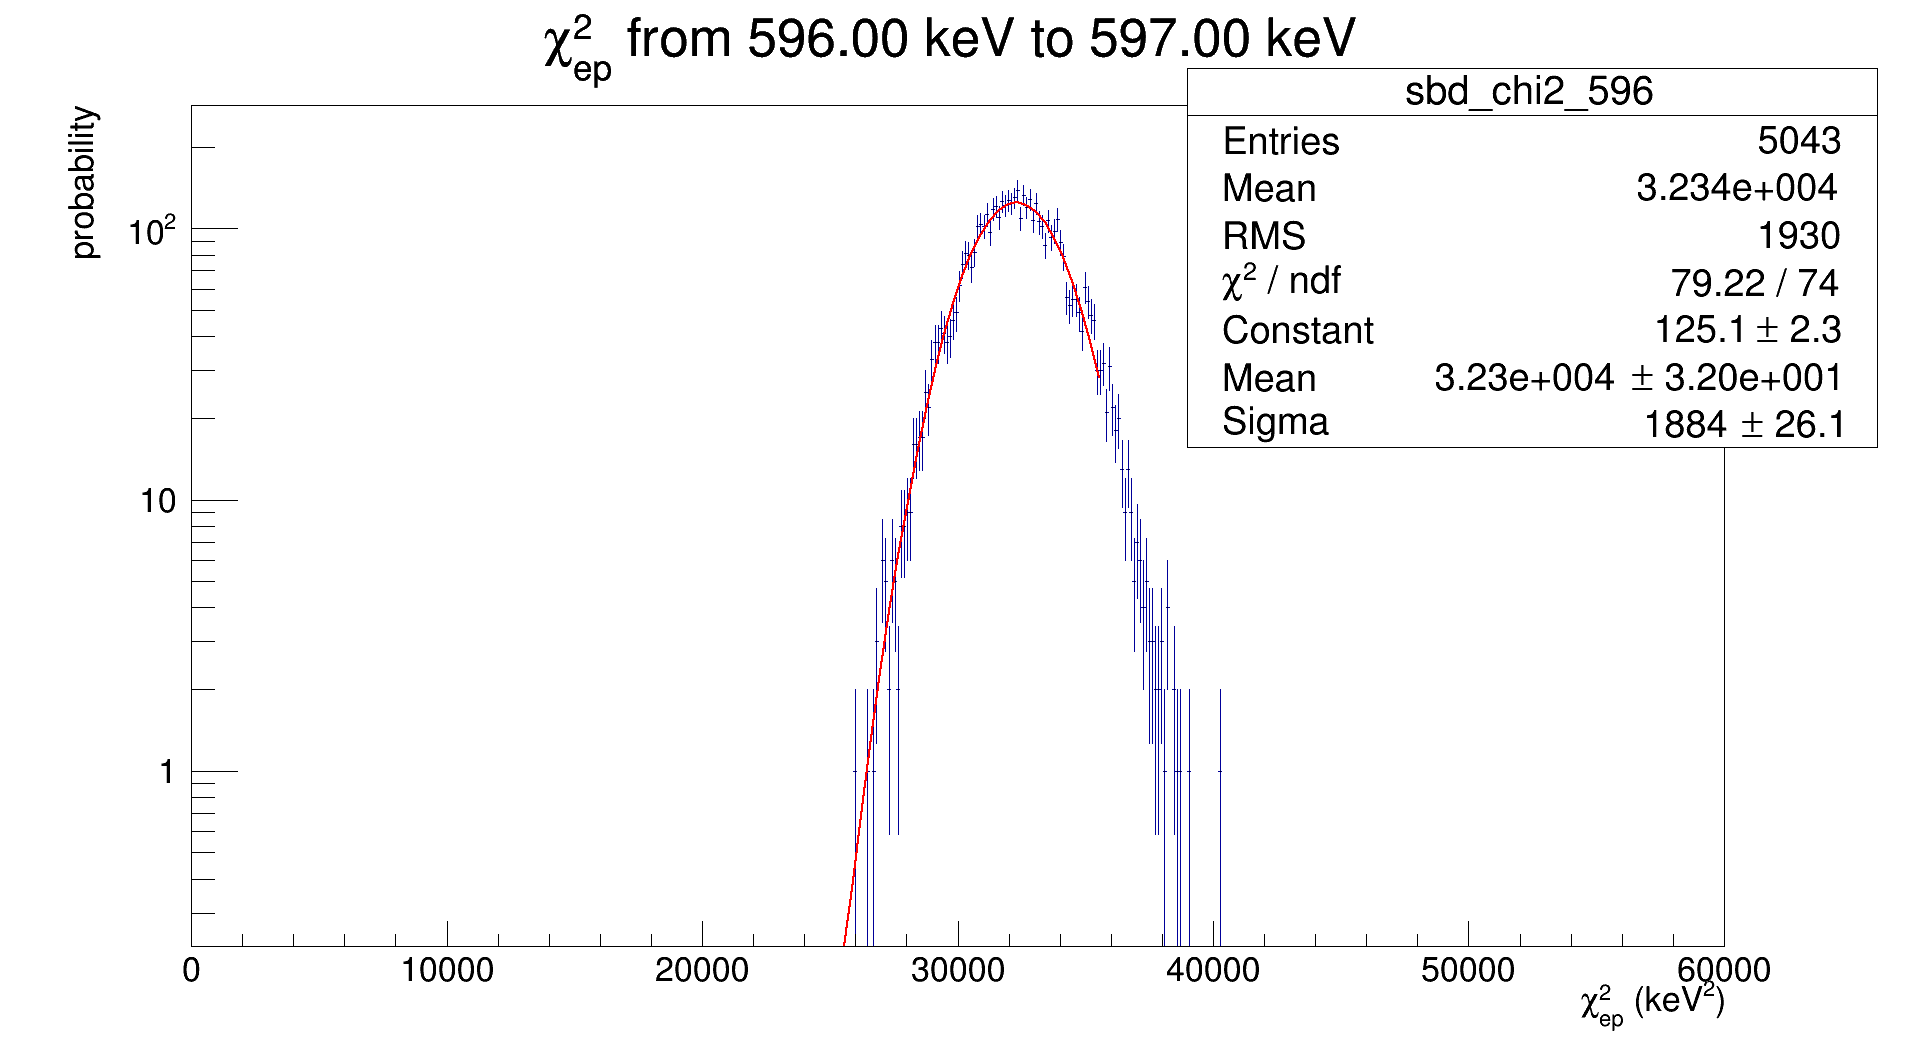 χ²ep from 596.00 keV to 597.00 keV
sbd_chi2_596
Entries 5043
Mean 3.234e+004
RMS 1930
χ² / ndf 79.22 / 74
Constant 125.1 ± 2.3
Mean 3.23e+004 ± 3.20e+001
Sigma 1884 ± 26.1
probability
10²
10
1
0 10000 20000 30000 40000 50000 60000
χ²ep (keV²)